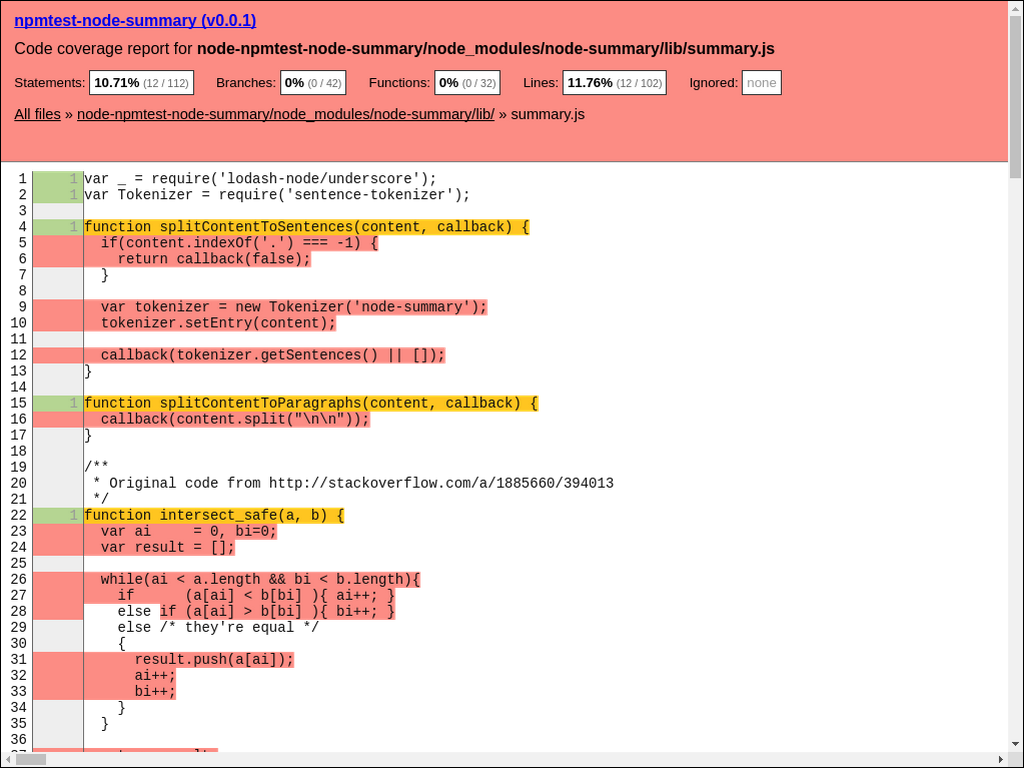 npmtest-node-summary (v0.0.1)
Code coverage report for node-npmtest-node-summary/node_modules/node-summary/lib/summary.js
Statements: 10.71% (12 / 112) Branches: 0% (0 / 42) Functions: 0% (0 / 32) Lines: 11.76% (12 / 102) Ignored: none
All files » node-npmtest-node-summary/node_modules/node-summary/lib/ » summary.js
1 1 var _ = require('lodash-node/underscore');
2 1 var Tokenizer = require('sentence-tokenizer');
3
4 1 function splitContentToSentences(content, callback) {
5 if(content.indexOf('.') === -1) {
6 return callback(false);
7 }
8
9 var tokenizer = new Tokenizer('node-summary');
10 tokenizer.setEntry(content);
11
12 callback(tokenizer.getSentences() || []);
13 }
14
15 1 function splitContentToParagraphs(content, callback) {
16 callback(content.split("\n\n"));
17 }
18
19 /**
20 * Original code from http://stackoverflow.com/a/1885660/394013
21 */
22 1 function intersect_safe(a, b) {
23 var ai     = 0, bi=0;
24 var result = [];
25
26 while(ai < a.length && bi < b.length){
27 if      (a[ai] < b[bi] ){ ai++; }
28 else if (a[ai] > b[bi] ){ bi++; }
29 else /* they're equal */
30 {
31 result.push(a[ai]);
32 ai++;
33 bi++;
34 }
35 }
36